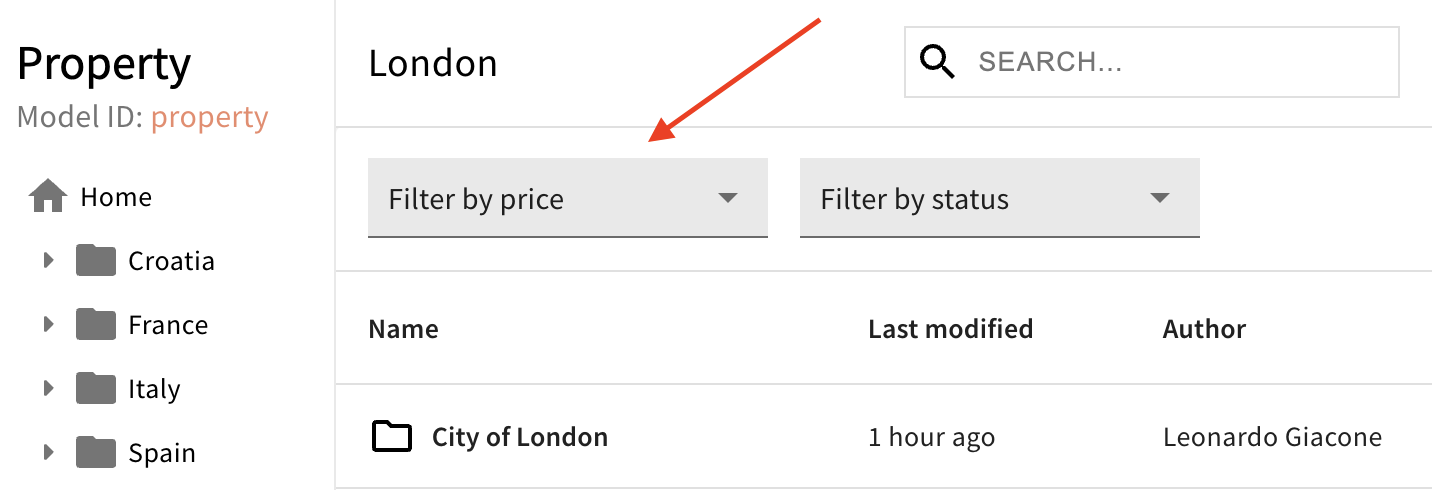 Property
Model ID: property
Home
Croatia
France
Italy
Spain
London
SEARCH...
Filter by price
Filter by status
Name Last modified Author
City of London 1 hour ago Leonardo Giacone